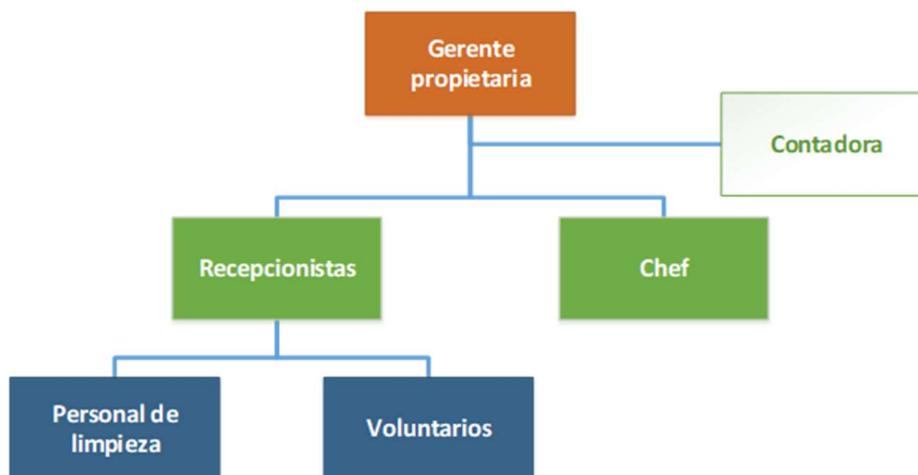 Gerente
propietaria
Contadora
Recepcionistas
Chef
Personal de
limpieza
Voluntarios